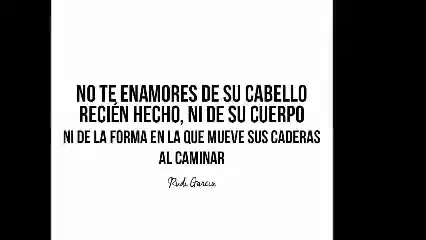 NO TE ENAMORES DE SU CABELLO
RECIÉN HECHO, NI DE SU CUERPO
NI DE LA FORMA EN LA QUE MUEVE SUS CADERAS
AL CAMINAR
Rudi Garcia